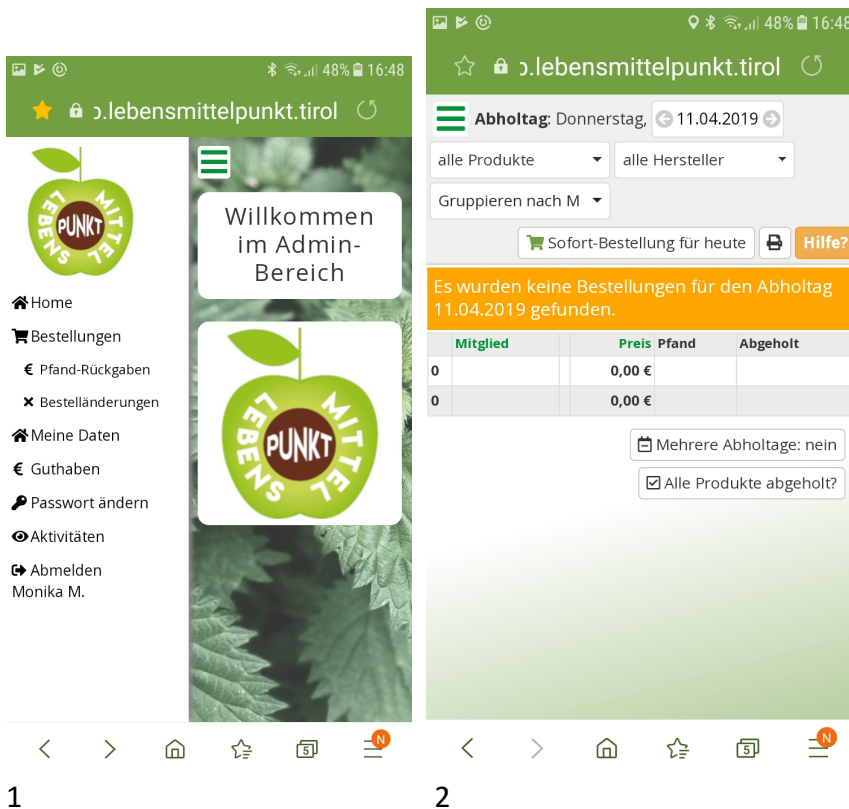 48% 16:48
ɔ.lebensmittelpunkt.tirol
LEBENS
MITTEL
PUNKT
Home
Bestellungen
€ Pfand-Rückgaben
Bestelländerungen
Meine Daten
€ Guthaben
Passwort ändern
Aktivitäten
Abmelden
Monika M.
Willkommen
im Admin-
Bereich
LEBENS
MITTEL
PUNKT
5
N
1
48% 16:48
ɔ.lebensmittelpunkt.tirol
Abholtag: Donnerstag, 11.04.2019
alle Produkte alle Hersteller
Gruppieren nach M
Sofort-Bestellung für heute Hilfe?
Es wurden keine Bestellungen für den Abholtag
11.04.2019 gefunden.
Mitglied Preis Pfand Abgeholt
0 0,00 €
0 0,00 €
Mehrere Abholtage: nein
Alle Produkte abgeholt?
5
N
2